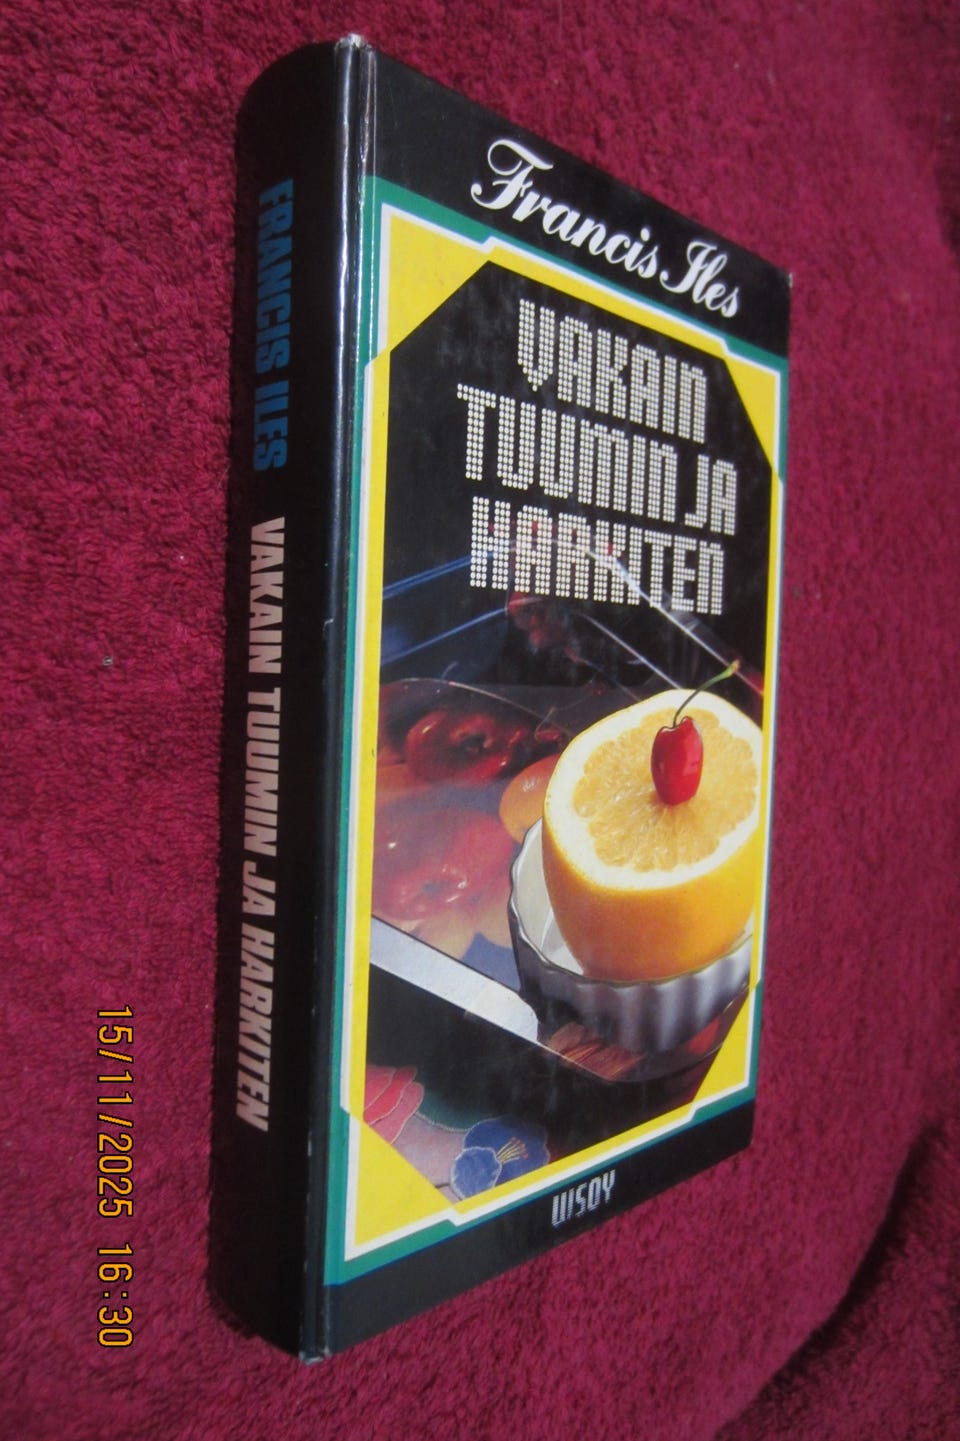 Francis Iles
VAKAIN
TUUMIN JA
HARKITEN
WSOY
FRANCIS ILES VAKAIN TUUMIN JA HARKITEN
15/11/2025 16:30